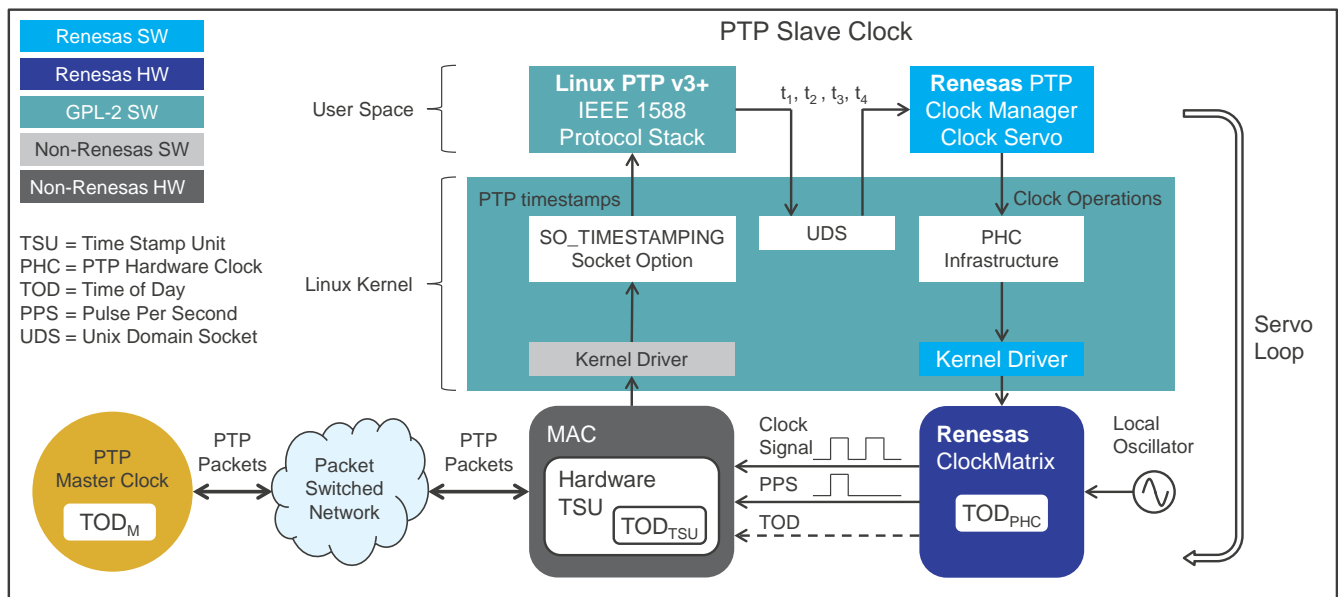 PTP Slave Clock
Renesas SW
Renesas HW
GPL-2 SW
Non-Renesas SW
Non-Renesas HW
TSU = Time Stamp Unit
PHC = PTP Hardware Clock
TOD = Time of Day
PPS = Pulse Per Second
UDS = Unix Domain Socket
User Space
Linux PTP v3+
IEEE 1588
Protocol Stack
t1, t2 , t3, t4
Renesas PTP
Clock Manager
Clock Servo
Linux Kernel
PTP timestamps
Clock Operations
SO_TIMESTAMPING
Socket Option
UDS
PHC
Infrastructure
Kernel Driver
Kernel Driver
Servo
Loop
PTP
Master Clock
TODM
PTP
Packets
Packet
Switched
Network
PTP
Packets
MAC
Hardware
TSU
TODTSU
Clock
Signal
PPS
TOD
Renesas
ClockMatrix
TODPHC
Local
Oscillator